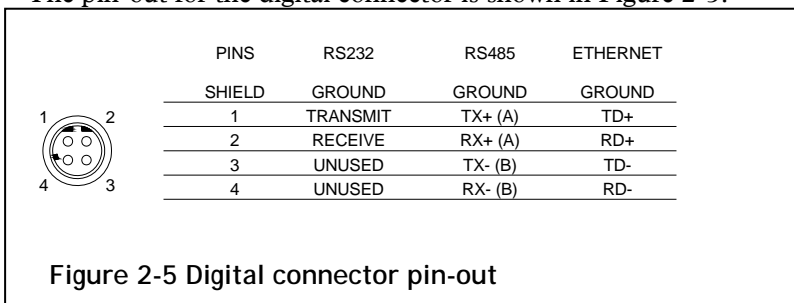 The pin-out for the digital connector is shown in Figure 2-5.
PINS RS232 RS485 ETHERNET
SHIELD GROUND GROUND GROUND
1 TRANSMIT TX+ (A) TD+
2 RECEIVE RX+ (A) RD+
3 UNUSED TX- (B) TD-
4 UNUSED RX- (B) RD-
1 2
4 3
Figure 2-5 Digital connector pin-out